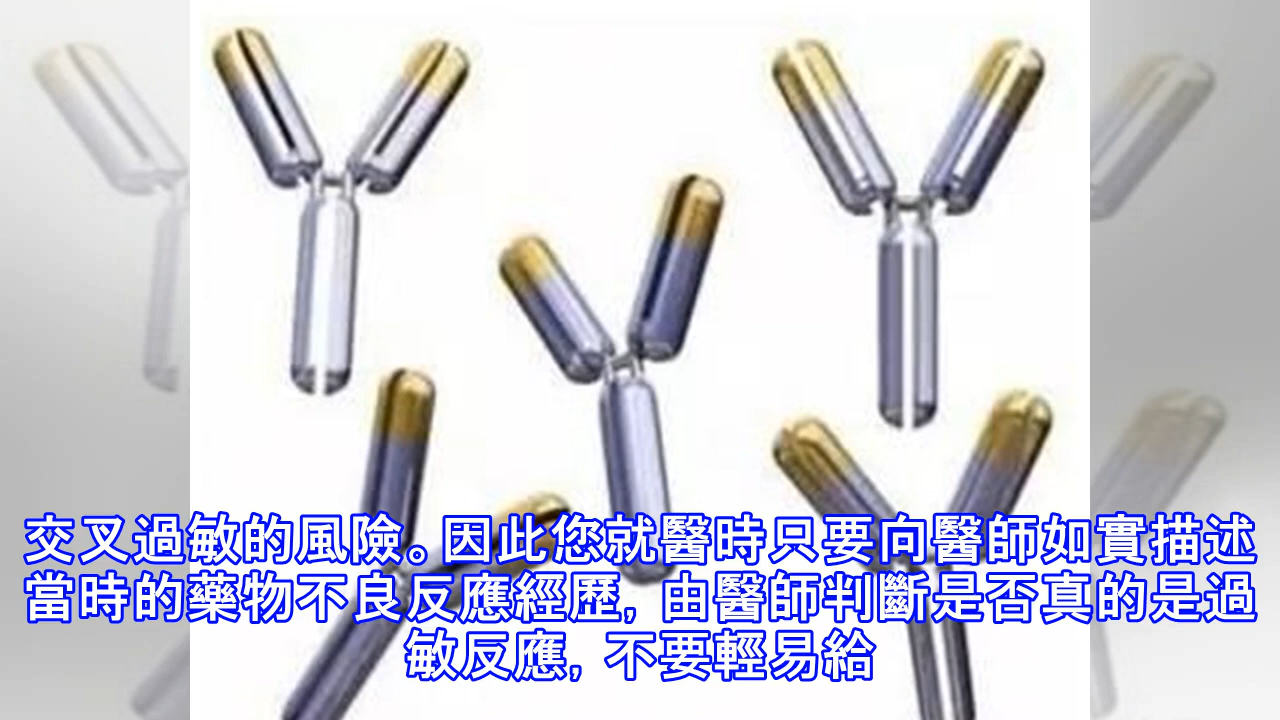 交叉過敏的風險。因此您就醫時只要向醫師如實描述
當時的藥物不良反應經歷, 由醫師判斷是否真的是過
敏反應, 不要輕易給